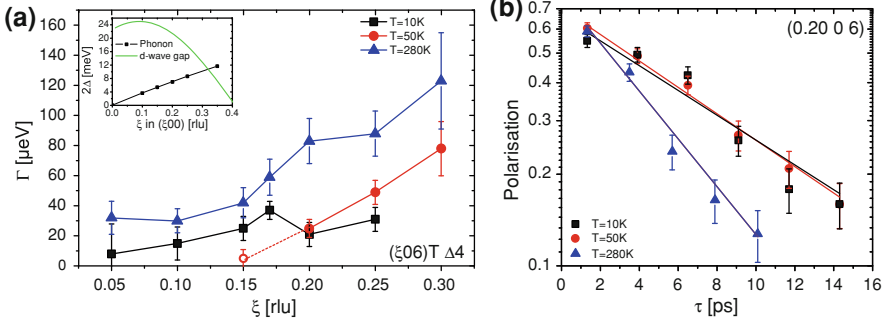 (a)
24
20
16
12
8
4
0
2Δ [meV]
Phonon
d-wave gap
0.0 0.1 0.2 0.3 0.4
ξ in (ξ00) [rlu]
T=10K
T=50K
T=280K
160
140
120
100
80
60
40
20
0
Γ [µeV]
(ξ06)T Δ4
0.05 0.10 0.15 0.20 0.25 0.30
ξ [rlu]
(b)
(0.20 0 6)
0.7
0.6
0.5
0.4
0.3
0.2
0.1
Polarisation
T=10K
T=50K
T=280K
0 2 4 6 8 10 12 14 16
τ [ps]